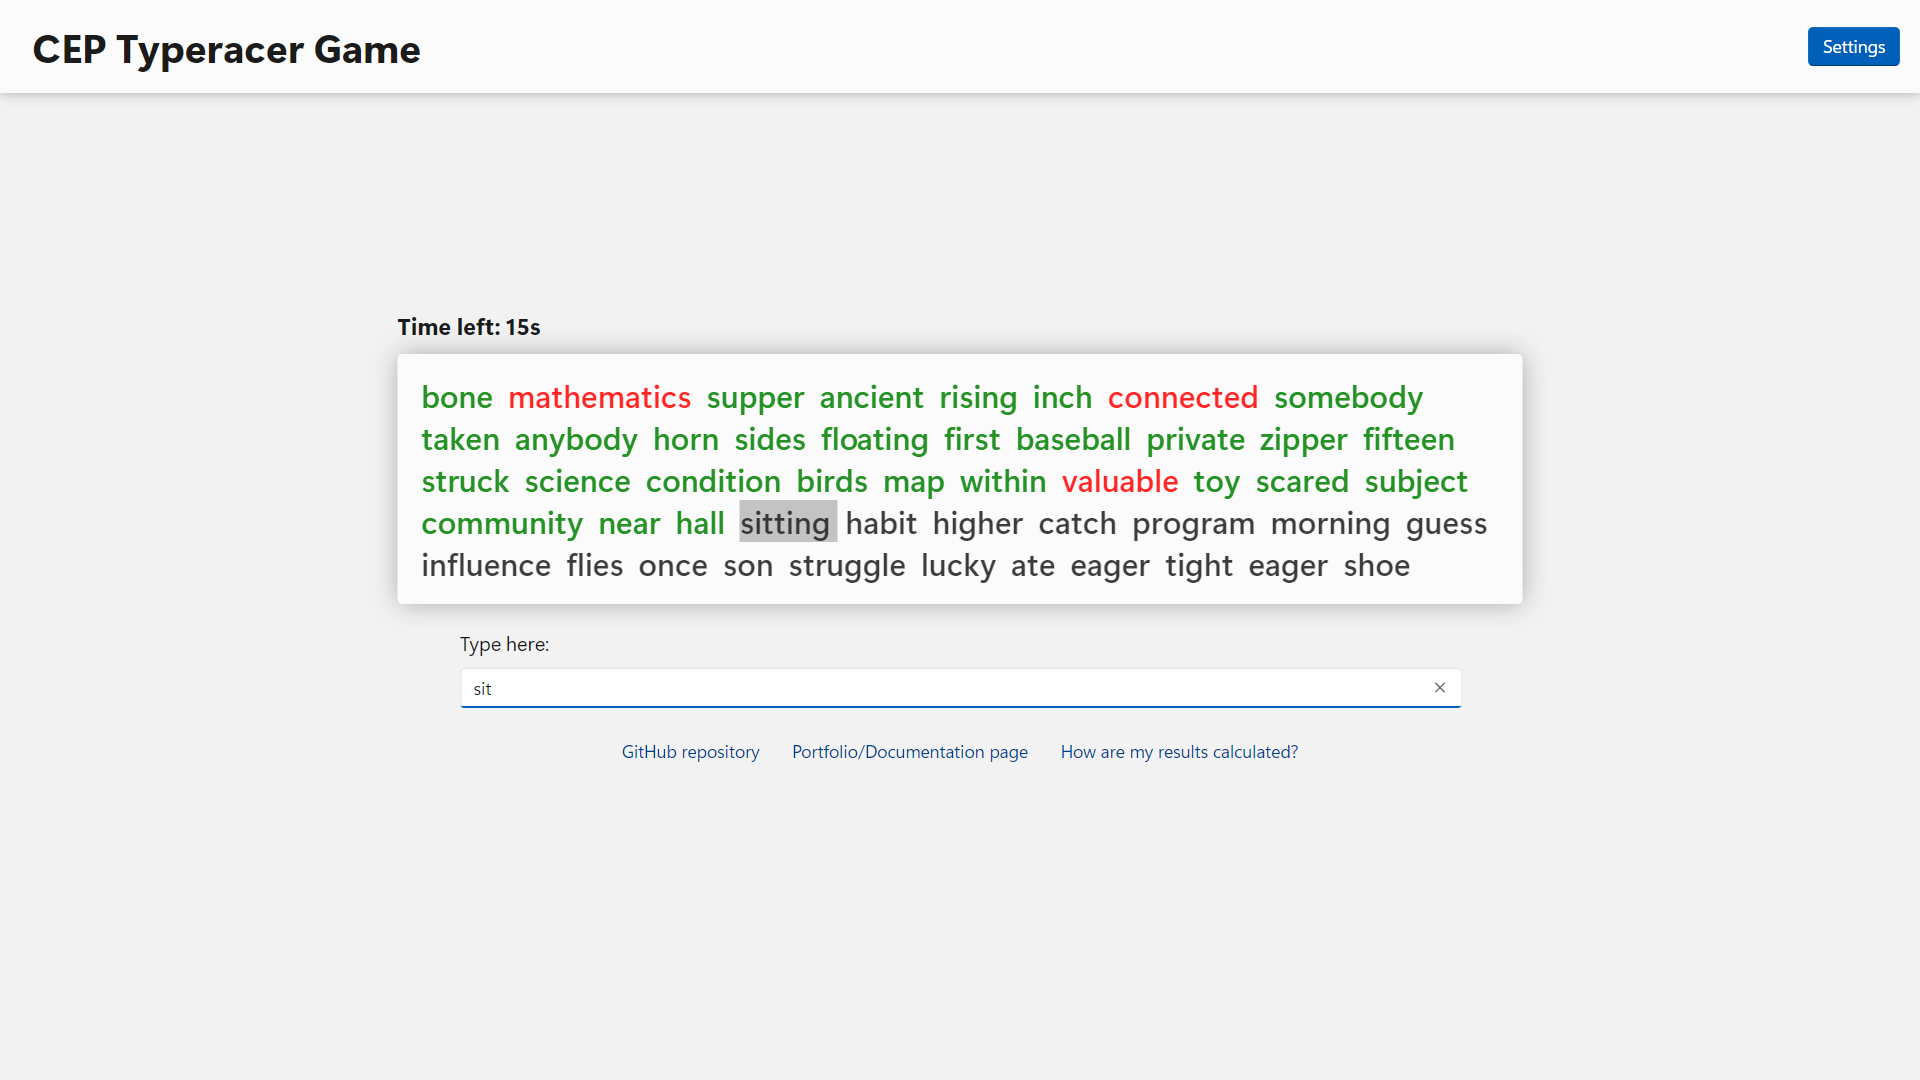 CEP Typeracer Game
Settings
Time left: 15s
bone mathematics supper ancient rising inch connected somebody
taken anybody horn sides floating first baseball private zipper fifteen
struck science condition birds map within valuable toy scared subject
community near hall sitting habit higher catch program morning guess
influence flies once son struggle lucky ate eager tight eager shoe
Type here:
sit
GitHub repository Portfolio/Documentation page How are my results calculated?